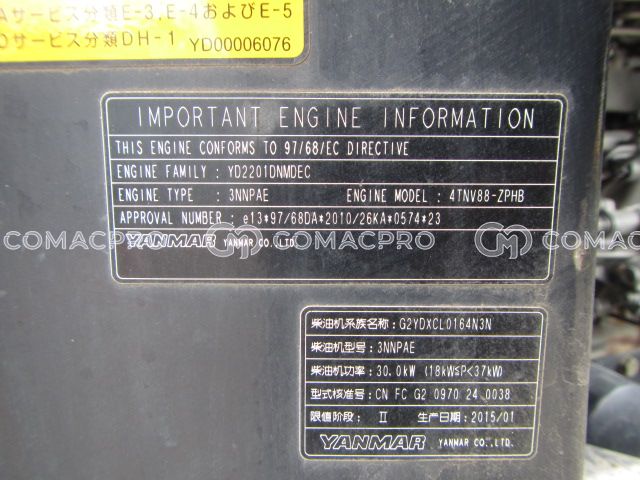 Aサービス分類E-3,E-4およびE-5
Oサービス分類DH-1 YD00006076
IMPORTANT ENGINE INFORMATION
THIS ENGINE CONFORMS TO 97/68/EC DIRECTIVE
ENGINE FAMILY : YD2201DNMDEC
ENGINE TYPE : 3NNPAE ENGINE MODEL : 4TNV88-ZPHB
APPROVAL NUMBER : e13*97/68DA*2010/26KA*0574*23
COMACPRO COMACPRO COM
YANMAR YANMAR CO.,LTD.
柴油机系族名称: G2YDXCL0164N3N
柴油机型号: 3NNPAE
柴油机功率: 30.0kW (18kW≤P<37kW)
型式核准号: CN FC G2 0970 24 0038
限值阶段: II 生产日期: 2015/01
YANMAR YANMAR CO.,LTD.